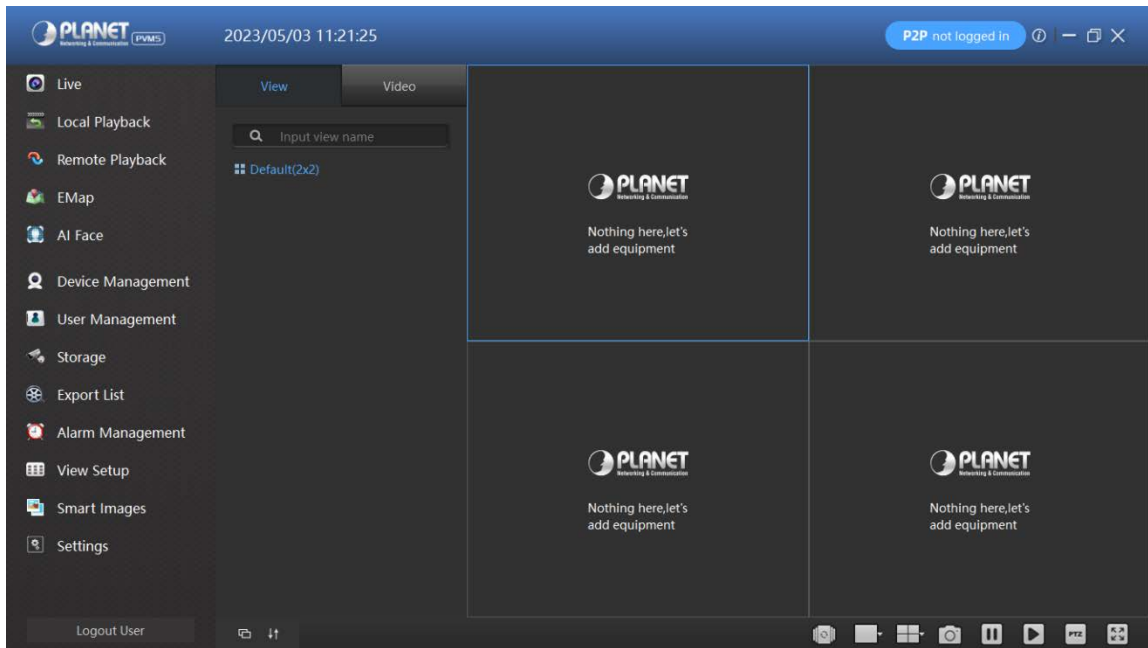 PLANET
Networking & Communication
PVMS
2023/05/03 11:21:25
P2P not logged in
Live
Local Playback
Remote Playback
EMap
AI Face
Device Management
User Management
Storage
Export List
Alarm Management
View Setup
Smart Images
Settings
Logout User
View
Video
Input view name
Default(2x2)
PLANET
Networking & Communication
Nothing here,let's
add equipment
PLANET
Networking & Communication
Nothing here,let's
add equipment
PLANET
Networking & Communication
Nothing here,let's
add equipment
PLANET
Networking & Communication
Nothing here,let's
add equipment
PTZ